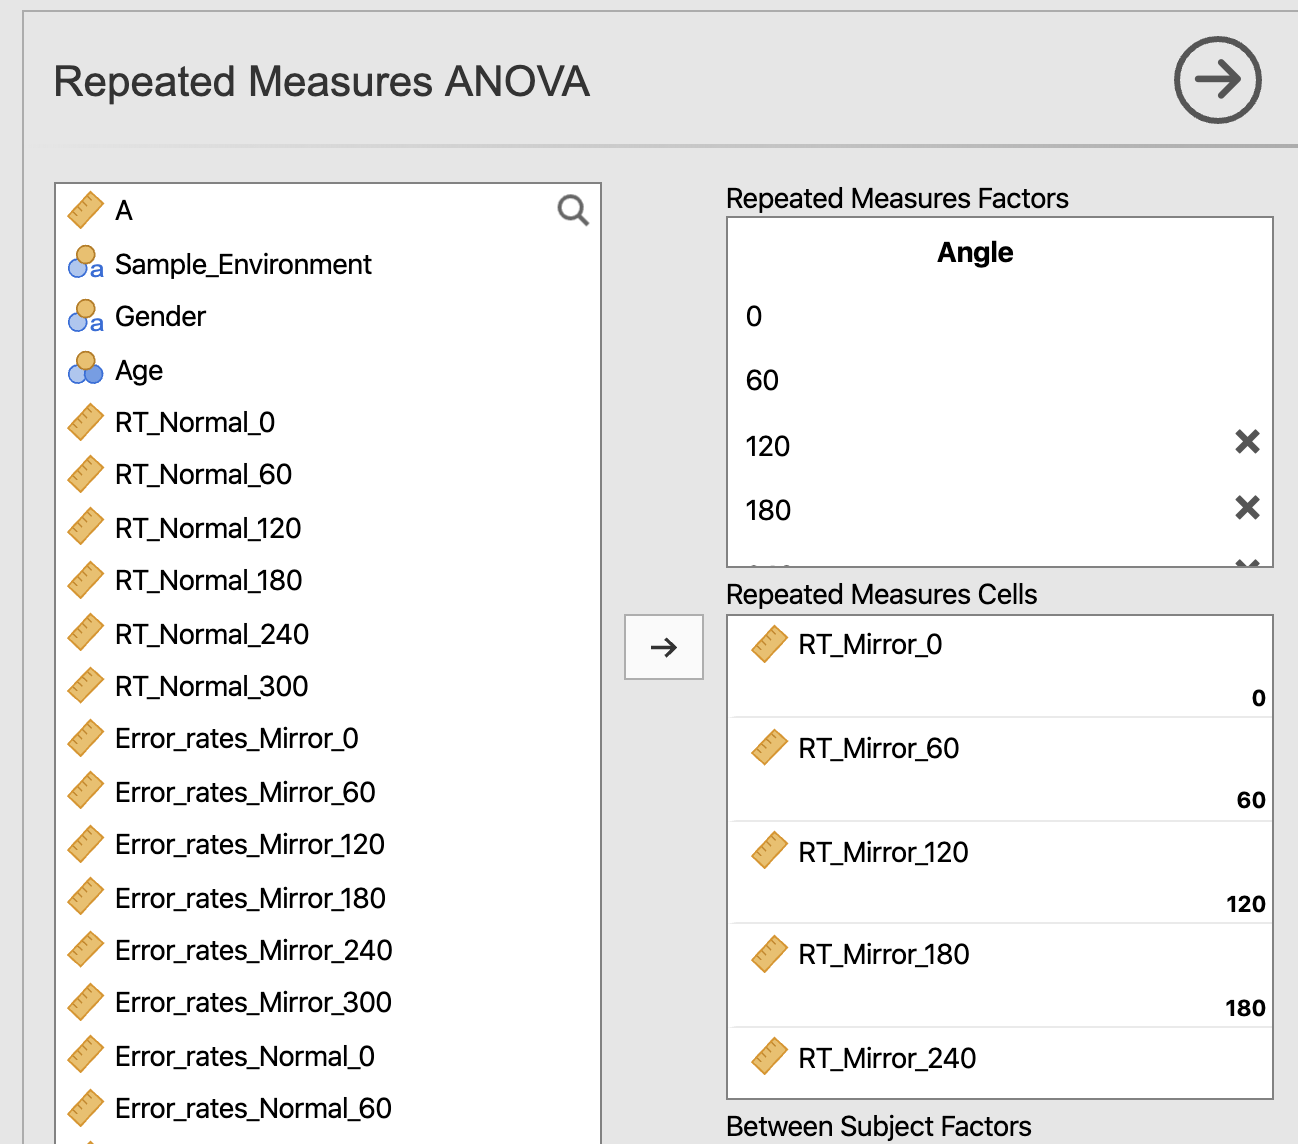 Repeated Measures ANOVA
A
Sample_Environment
Gender
Age
RT_Normal_0
RT_Normal_60
RT_Normal_120
RT_Normal_180
RT_Normal_240
RT_Normal_300
Error_rates_Mirror_0
Error_rates_Mirror_60
Error_rates_Mirror_120
Error_rates_Mirror_180
Error_rates_Mirror_240
Error_rates_Mirror_300
Error_rates_Normal_0
Error_rates_Normal_60
Repeated Measures Factors
Angle
0
60
120
180
Repeated Measures Cells
RT_Mirror_0
0
RT_Mirror_60
60
RT_Mirror_120
120
RT_Mirror_180
180
RT_Mirror_240
Between Subject Factors